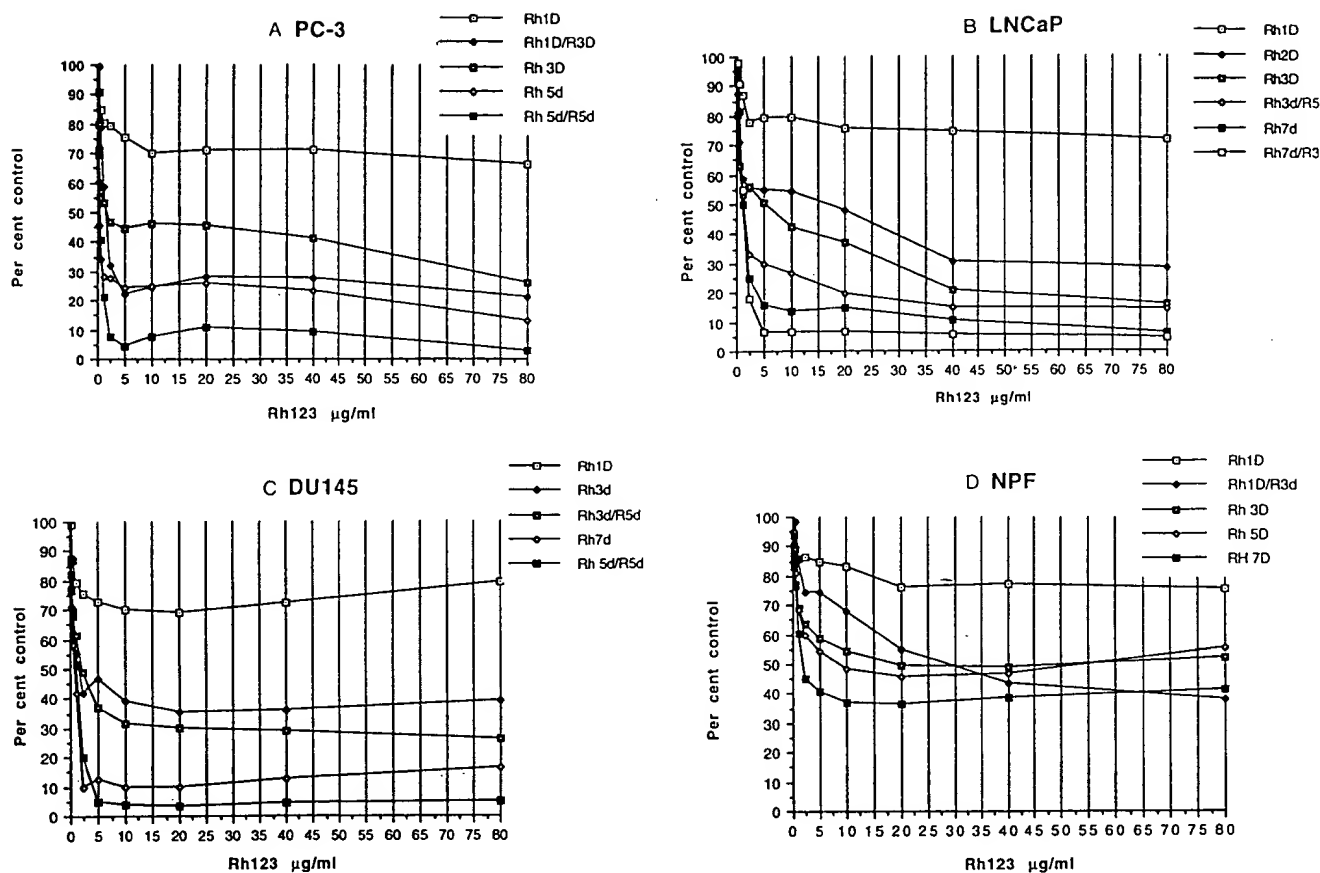 A PC-3
Rh1D
Rh1D/R3D
Rh 3D
Rh 5d
Rh 5d/R5d
Per cent control
100
90
80
70
60
50
40
30
20
10
0
0 5 10 15 20 25 30 35 40 45 50 55 60 65 70 75 80
Rh123 µg/ml
B LNCaP
Rh1D
Rh2D
Rh3D
Rh3d/R5
Rh7d
Rh7d/R3
Per cent control
100
90
80
70
60
50
40
30
20
10
0
0 5 10 15 20 25 30 35 40 45 50 55 60 65 70 75 80
Rh123 µg/ml
C DU145
Rh1D
Rh3d
Rh3d/R5d
Rh7d
Rh 5d/R5d
Per cent control
100
90
80
70
60
50
40
30
20
10
0
0 5 10 15 20 25 30 35 40 45 50 55 60 65 70 75 80
Rh123 µg/ml
D NPF
Rh1D
Rh1D/R3d
Rh 3D
Rh 5D
RH 7D
Per cent control
100
90
80
70
60
50
40
30
20
10
0
0 5 10 15 20 25 30 35 40 45 50 55 60 65 70 75 80
Rh123 µg/ml